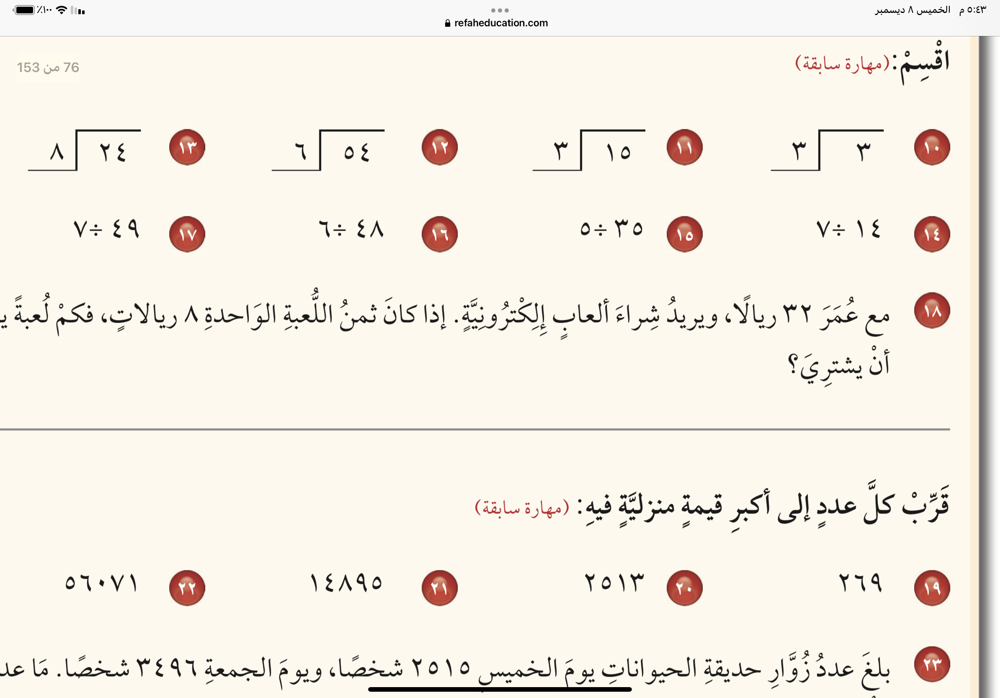 ٥:٤٣ م الخميس ٨ ديسمبر
٪١٠٠
refaheducation.com
76 من 153
اقْسِمْ: (مهارة سابقة)
١٠ ٣ ٣ ١١ ١٥ ٣ ١٢ ٥٤ ٦ ١٣ ٢٤ ٨
١٤ ١٤ ÷ ٧ ١٥ ٣٥ ÷ ٥ ١٦ ٤٨ ÷ ٦ ١٧ ٤٩ ÷ ٧
١٨ مع عُمَرَ ٣٢ ريالًا، ويريدُ شِراءَ ألعابٍ إِلِكْترُونِيَّةٍ. إذا كانَ ثمنُ اللُّعبةِ الوَاحدةِ ٨ ريالاتٍ، فكمْ لُعبةً
أنْ يشترِيَ؟
قَرِّبْ كلَّ عددٍ إلى أكبرِ قيمةٍ منزليَّةٍ فيهِ: (مهارة سابقة)
١٩ ٢٦٩ ٢٠ ٢٥١٣ ٢١ ١٤٨٩٥ ٢٢ ٥٦٠٧١
٢٣ بلغَ عددُ زُوَّارِ حديقةِ الحيواناتِ يومَ الخميسِ ٢٥١٥ شخصًا، ويومَ الجمعةِ ٣٤٩٦ شخصًا. مَا